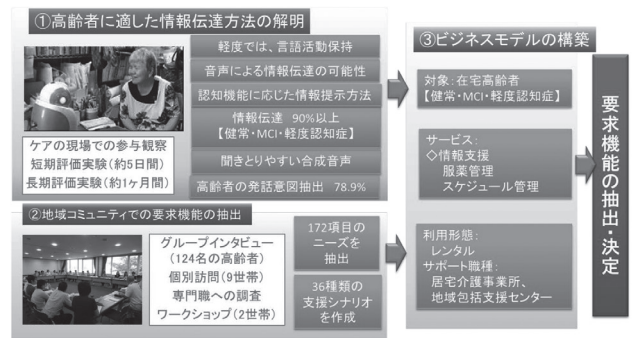 ①高齢者に適した情報伝達方法の解明
ケアの現場での参与観察
短期評価実験(約5日間)
長期評価実験(約1ヶ月間)
軽度では、言語活動保持
音声による情報伝達の可能性
認知機能に応じた情報提示方法
情報伝達 90%以上
【健常・MCI・軽度認知症】
聞きとりやすい合成音声
高齢者の発話意図抽出 78.9%
②地域コミュニティでの要求機能の抽出
グループインタビュー
(124名の高齢者)
個別訪問(9世帯)
専門職への調査
ワークショップ(2世帯)
172項目の
ニーズを
抽出
36種類の
支援シナリオ
を作成
③ビジネスモデルの構築
対象:在宅高齢者
【健常・MCI・軽度認知症】
サービス:
◇情報支援
服薬管理
スケジュール管理
利用形態:
レンタル
サポート職種:
居宅介護事業所、
地域包括支援センター
要求機能の抽出・決定